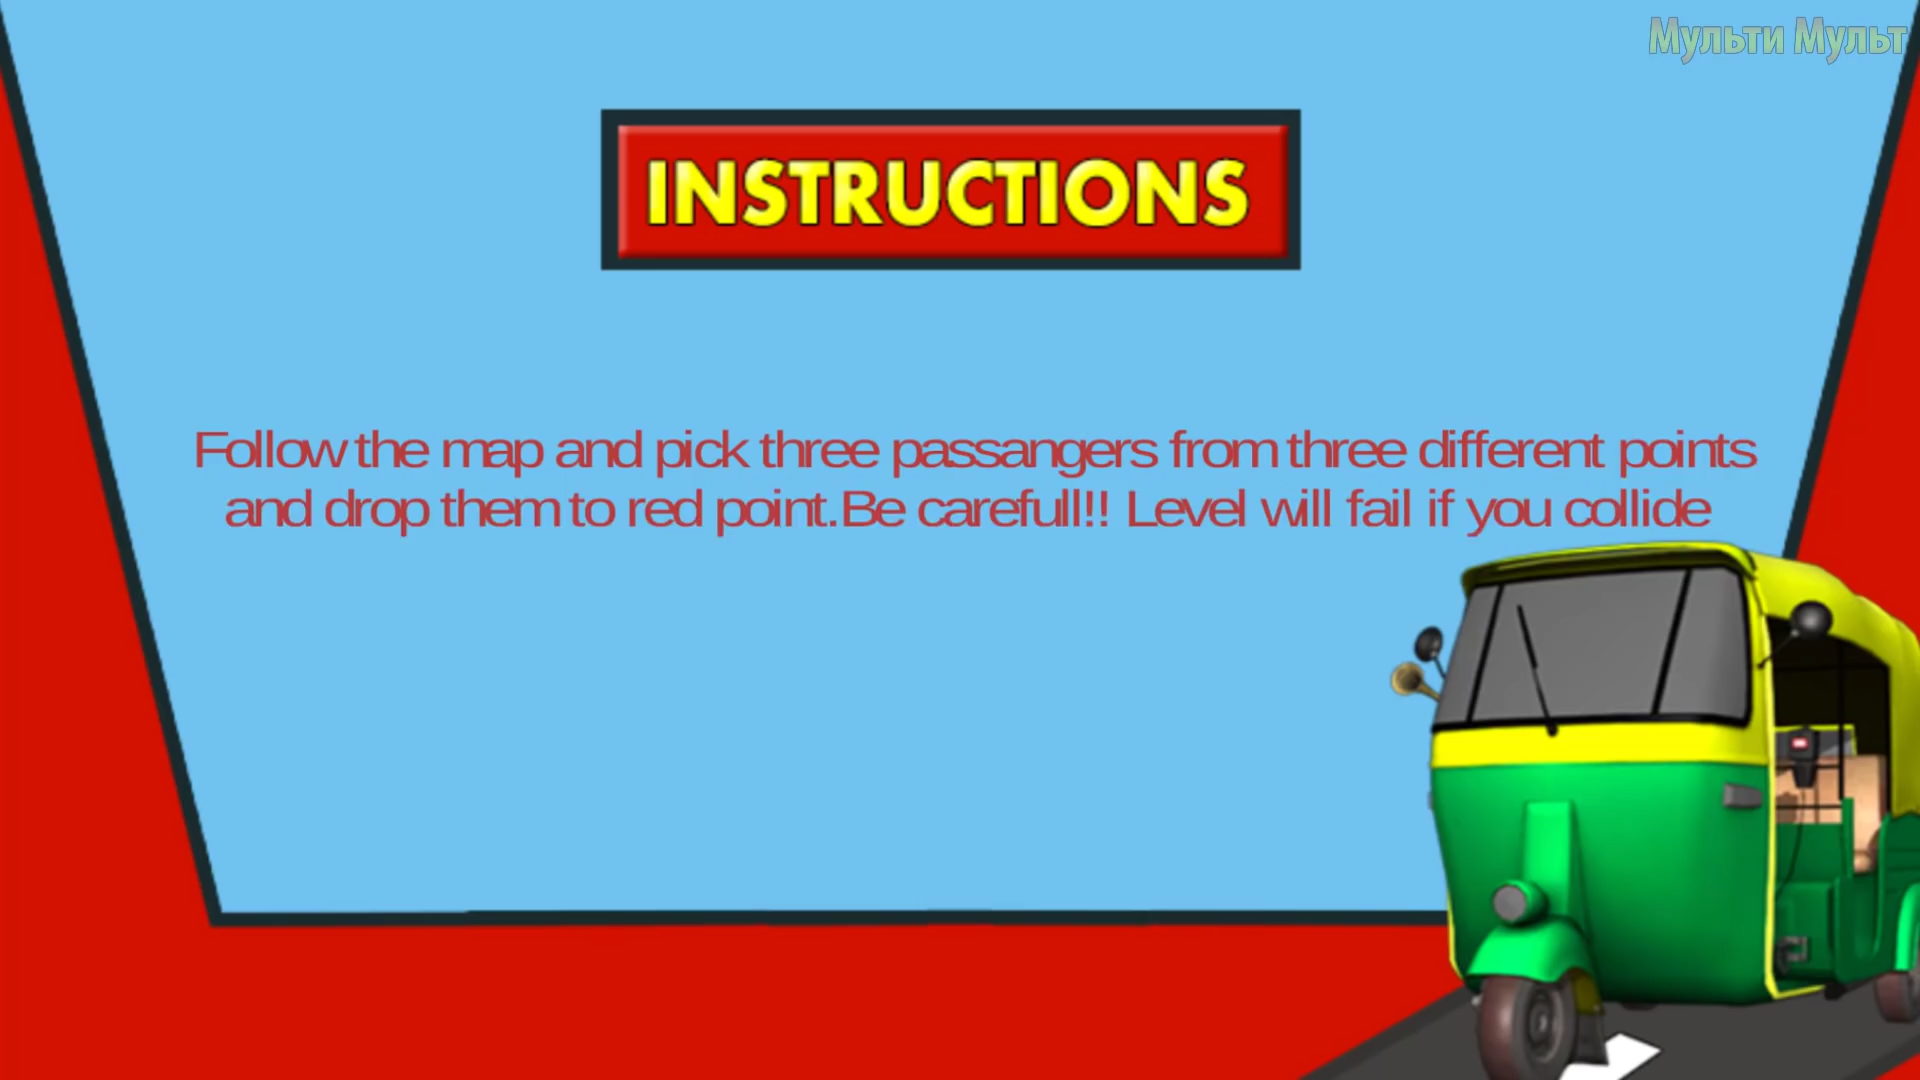 Мульти Мульт
INSTRUCTIONS
Follow the map and pick three passangers from three different points
and drop them to red point.Be carefull!! Level will fail if you collide